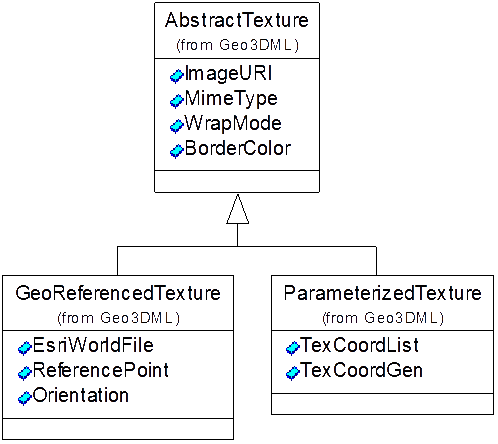 AbstractTexture
(from Geo3DML)
ImageURI
MimeType
WrapMode
BorderColor
GeoReferencedTexture
(from Geo3DML)
EsriWorldFile
ReferencePoint
Orientation
ParameterizedTexture
(from Geo3DML)
TexCoordList
TexCoordGen